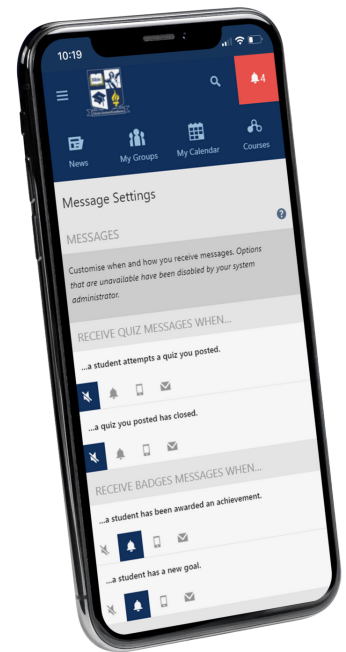 10:19
4
News
My Groups
My Calendar
Courses
Message Settings
?
MESSAGES
Customise when and how you receive messages. Options
that are unavailable have been disabled by your system
administrator.
RECEIVE QUIZ MESSAGES WHEN...
...a student attempts a quiz you posted.
...a quiz you posted has closed.
RECEIVE BADGES MESSAGES WHEN...
...a student has been awarded an achievement.
...a student has a new goal.